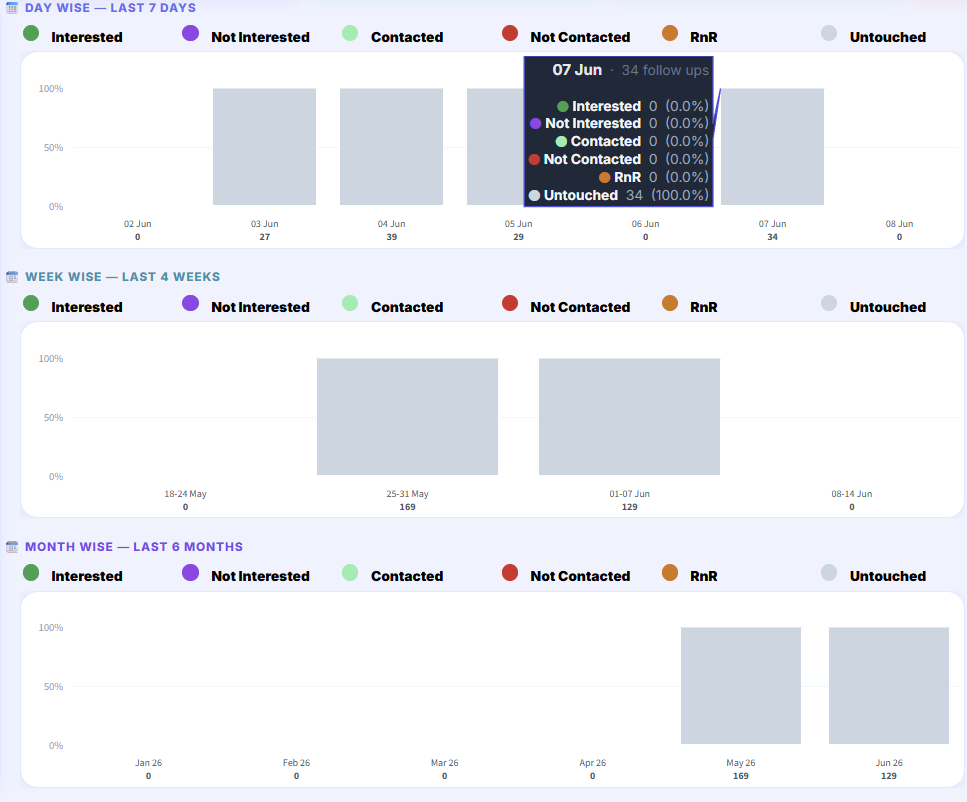 DAY WISE — LAST 7 DAYS
Interested Not Interested Contacted Not Contacted RnR Untouched
07 Jun · 34 follow ups
100%
Interested 0 (0.0%)
Not Interested 0 (0.0%)
Contacted 0 (0.0%)
50%
Not Contacted 0 (0.0%)
RnR 0 (0.0%)
Untouched 34 (100.0%)
0%
02 Jun 03 Jun 04 Jun 05 Jun 06 Jun 07 Jun 08 Jun
0 27 39 29 0 34 0
WEEK WISE — LAST 4 WEEKS
Interested Not Interested Contacted Not Contacted RnR Untouched
100%
50%
0%
18-24 May 25-31 May 01-07 Jun 08-14 Jun
0 169 129 0
MONTH WISE — LAST 6 MONTHS
Interested Not Interested Contacted Not Contacted RnR Untouched
100%
50%
0%
Jan 26 Feb 26 Mar 26 Apr 26 May 26 Jun 26
0 0 0 0 169 129